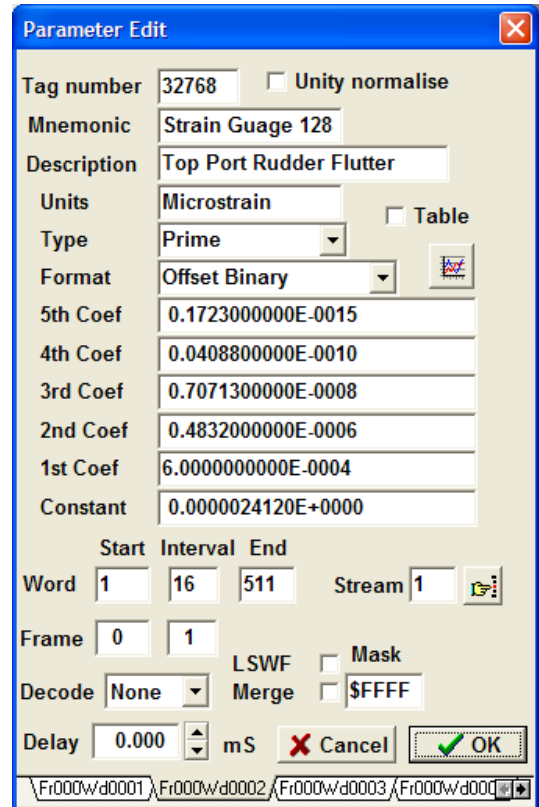 Parameter Edit
Tag number 32768 Unity normalise
Mnemonic Strain Guage 128
Description Top Port Rudder Flutter
Units Microstrain
Table
Type Prime
Format Offset Binary
5th Coef 0.1723000000E-0015
4th Coef 0.0408800000E-0010
3rd Coef 0.7071300000E-0008
2nd Coef 0.4832000000E-0006
1st Coef 6.0000000000E-0004
Constant 0.0000024120E+0000
Start Interval End
Word 1 16 511 Stream 1
Frame 0 1
LSWF Mask
Decode None Merge $FFFF
Delay 0.000 mS Cancel OK
Fr000Wd0001 Fr000Wd0002 Fr000Wd0003